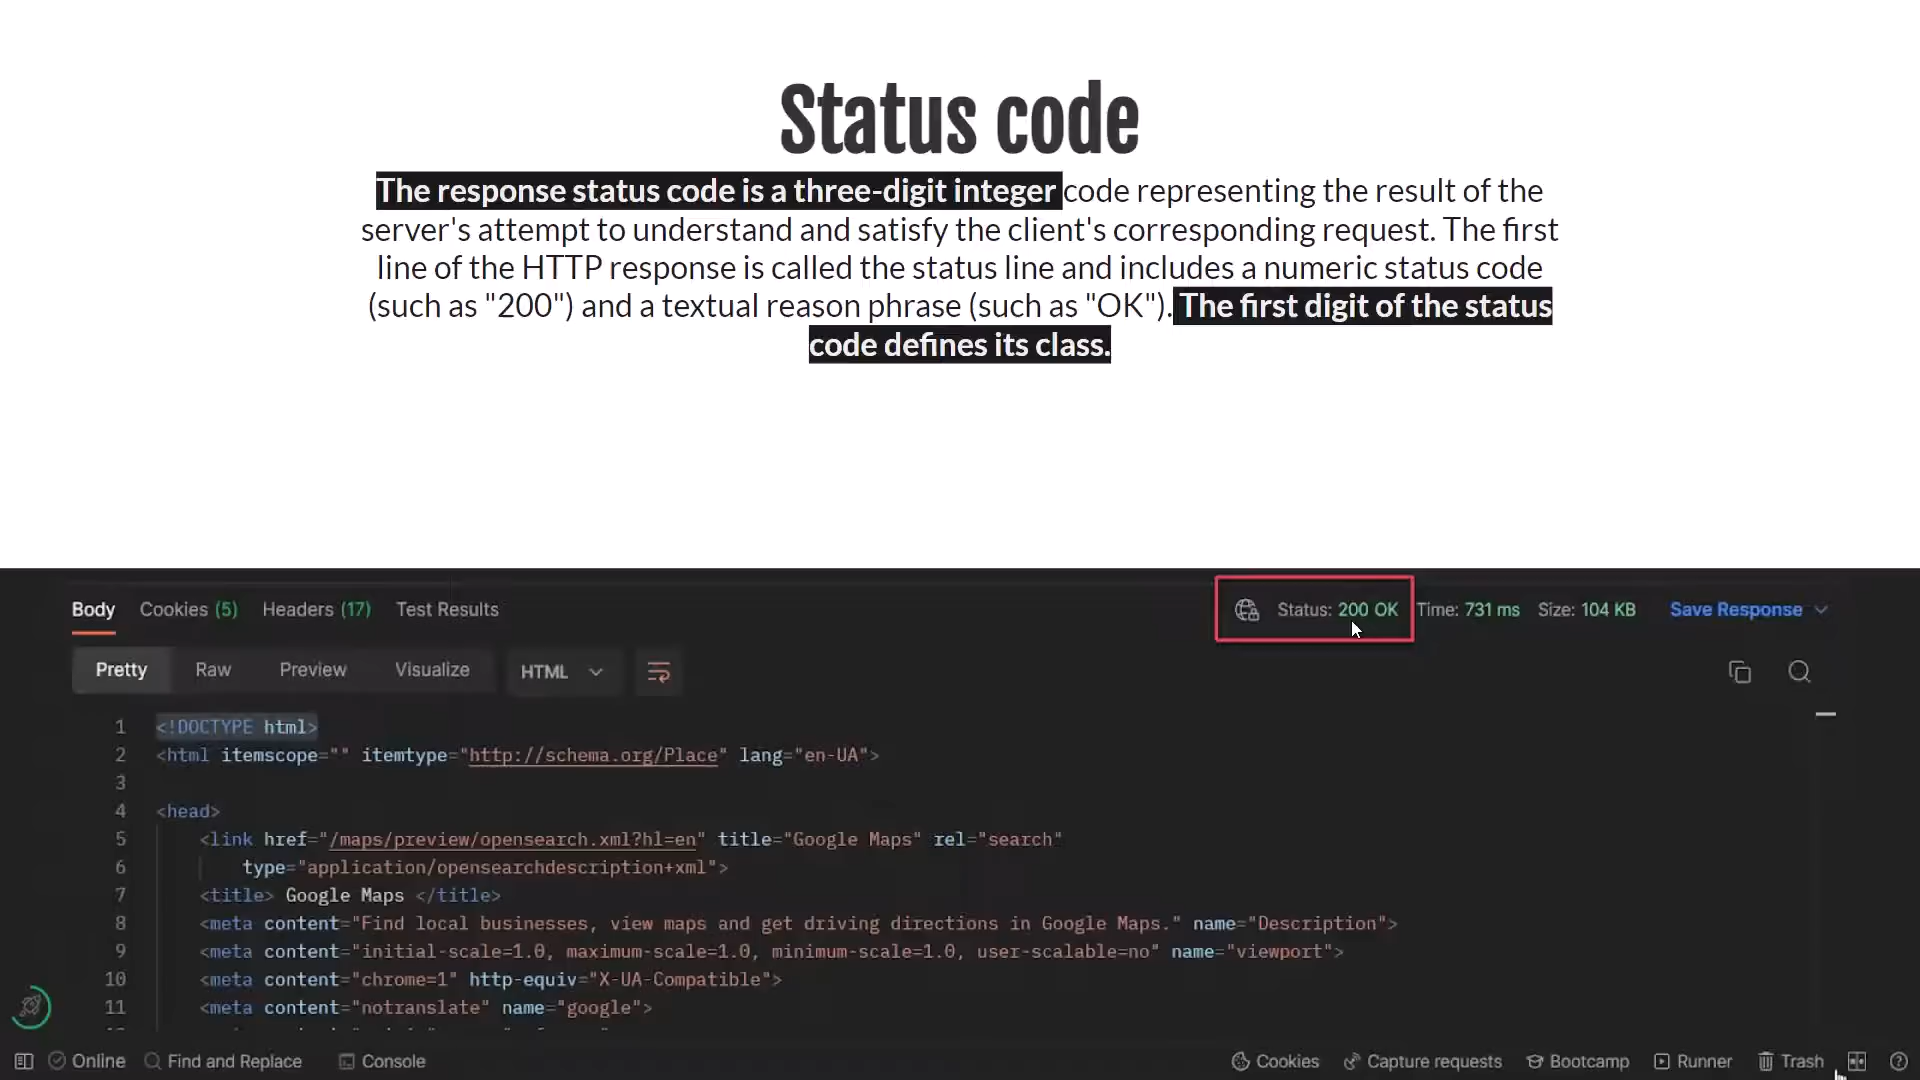 Status code
The response status code is a three-digit integer code representing the result of the
server's attempt to understand and satisfy the client's corresponding request. The first
line of the HTTP response is called the status line and includes a numeric status code
(such as "200") and a textual reason phrase (such as "OK"). The first digit of the status
code defines its class.
Body Cookies (5) Headers (17) Test Results Status: 200 OK Time: 731 ms Size: 104 KB Save Response
Pretty Raw Preview Visualize HTML
1 <!DOCTYPE html>
2 <html itemscope="" itemtype="http://schema.org/Place" lang="en-UA">
3
4 <head>
5 <link href="/maps/preview/opensearch.xml?hl=en" title="Google Maps" rel="search"
6 type="application/opensearchdescription+xml">
7 <title> Google Maps </title>
8 <meta content="Find local businesses, view maps and get driving directions in Google Maps." name="Description">
9 <meta content="initial-scale=1.0, maximum-scale=1.0, minimum-scale=1.0, user-scalable=no" name="viewport">
10 <meta content="chrome=1" http-equiv="X-UA-Compatible">
11 <meta content="notranslate" name="google">
Online Find and Replace Console Cookies Capture requests Bootcamp Runner Trash